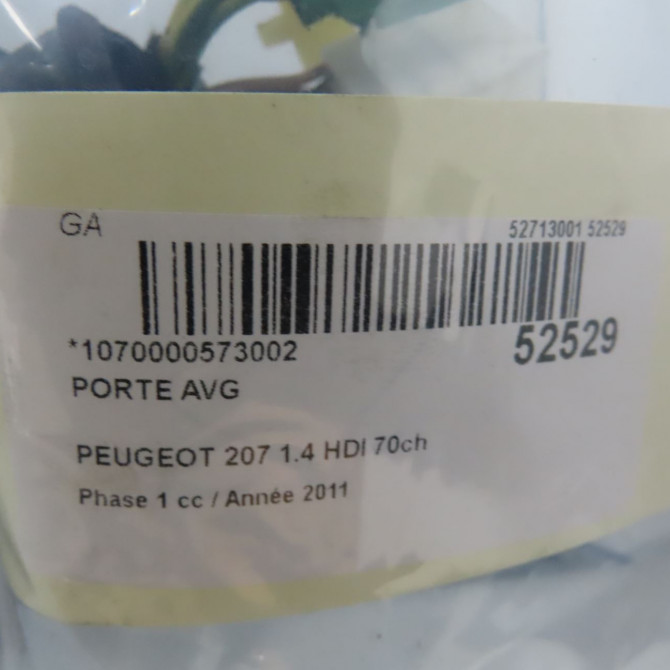 GA
52713001 52529
*1070000573002
52529
PORTE AVG
PEUGEOT 207 1.4 HDI 70ch
Phase 1 cc / Année 2011